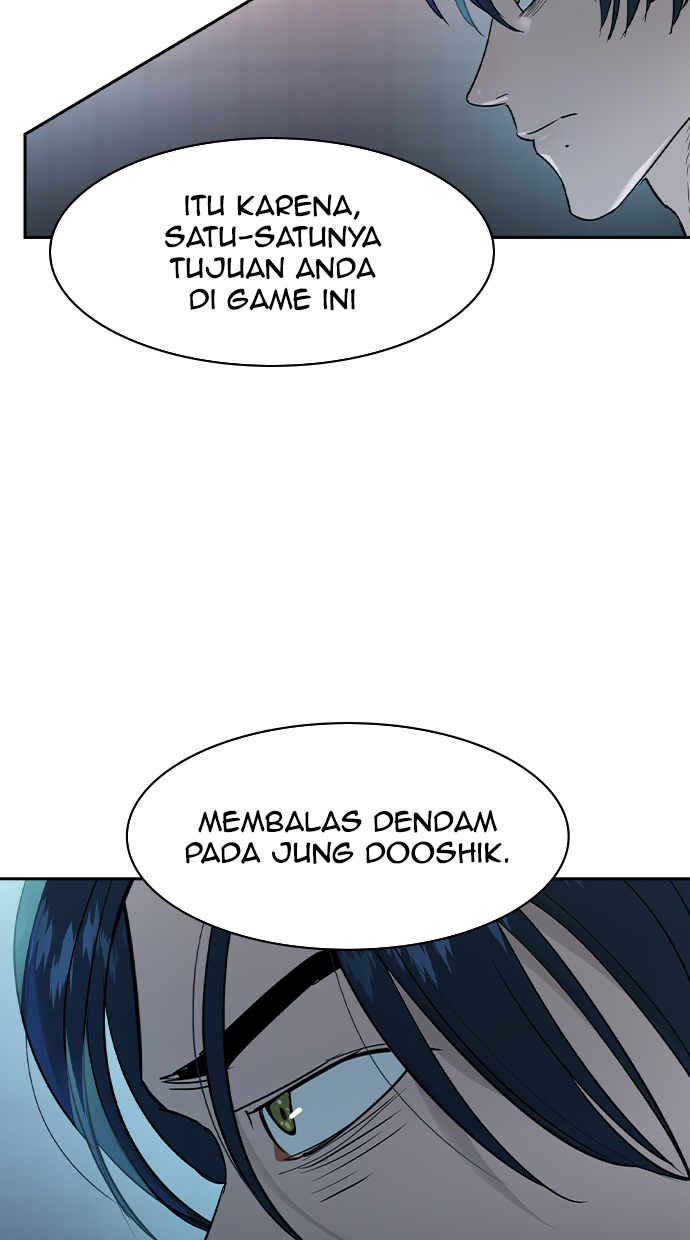 ITU KARENA,
SATU-SATUNYA
TUJUAN ANDA
DI GAME INI
MEMBALAS DENDAM
PADA JUNG DOOSHIK.